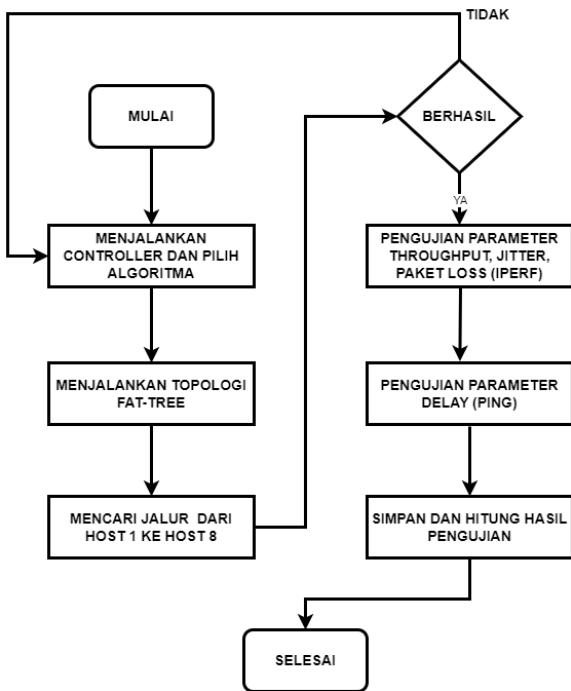 TIDAK
MULAI
BERHASIL
YA
MENJALANKAN
CONTROLLER DAN PILIH
ALGORITMA
PENGUJIAN PARAMETER
THROUGHPUT, JITTER,
PAKET LOSS (IPERF)
MENJALANKAN TOPOLOGI
FAT-TREE
PENGUJIAN PARAMETER
DELAY (PING)
MENCARI JALUR DARI
HOST 1 KE HOST 8
SIMPAN DAN HITUNG HASIL
PENGUJIAN
SELESAI